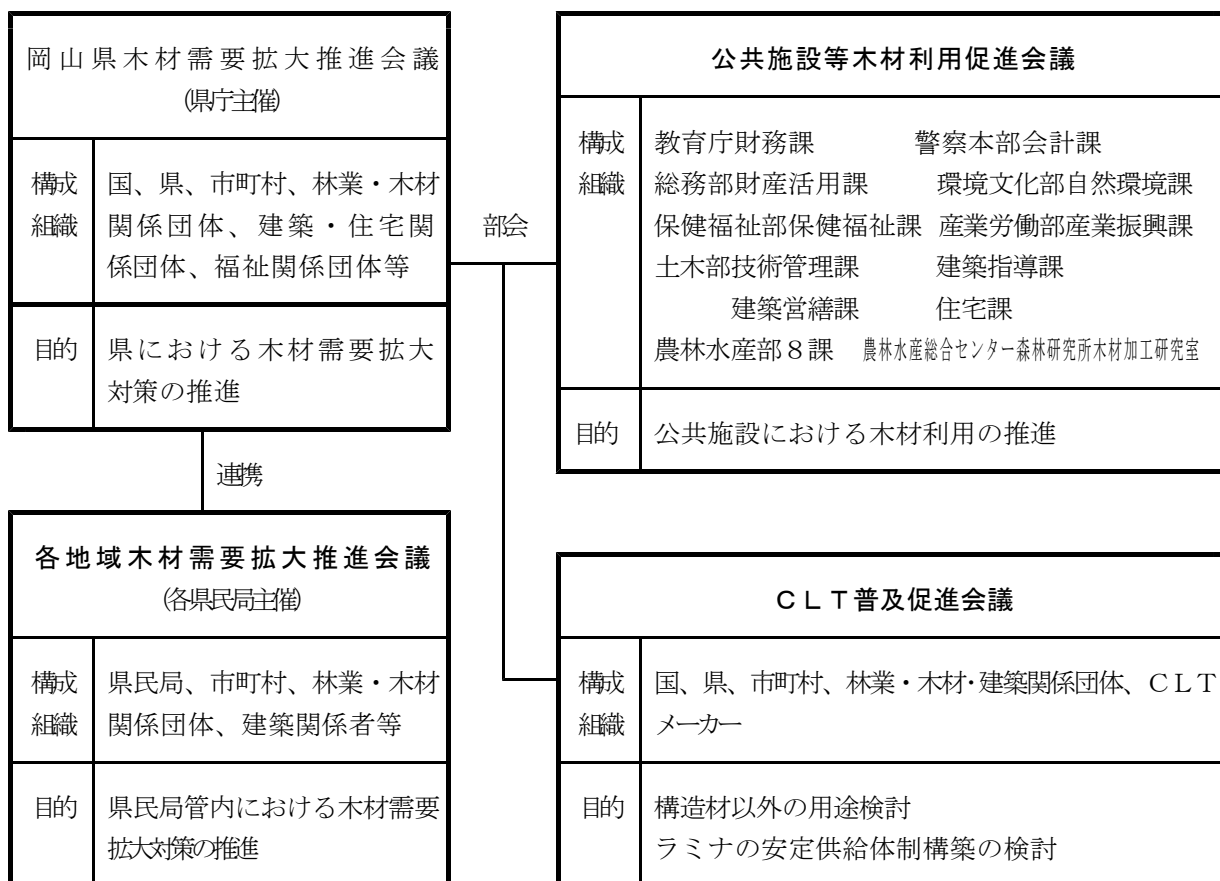 岡山県木材需要拡大推進会議
(県庁主催)
構成
組織
国、県、市町村、林業・木材
関係団体、建築・住宅関
係団体、福祉関係団体等
目的
県における木材需要拡大
対策の推進
部会
連携
公共施設等木材利用促進会議
構成
組織
教育庁財務課 警察本部会計課
総務部財産活用課 環境文化部自然環境課
保健福祉部保健福祉課 産業労働部産業振興課
土木部技術管理課 建築指導課
建築営繕課 住宅課
農林水産部8課 農林水産総合センター森林研究所木材加工研究室
目的
公共施設における木材利用の推進
各地域木材需要拡大推進会議
(各県民局主催)
構成
組織
県民局、市町村、林業・木材
関係団体、建築関係者等
目的
県民局管内における木材需要
拡大対策の推進
CLT普及促進会議
構成
組織
国、県、市町村、林業・木材・建築関係団体、CLT
メーカー
目的
構造材以外の用途検討
ラミナの安定供給体制構築の検討